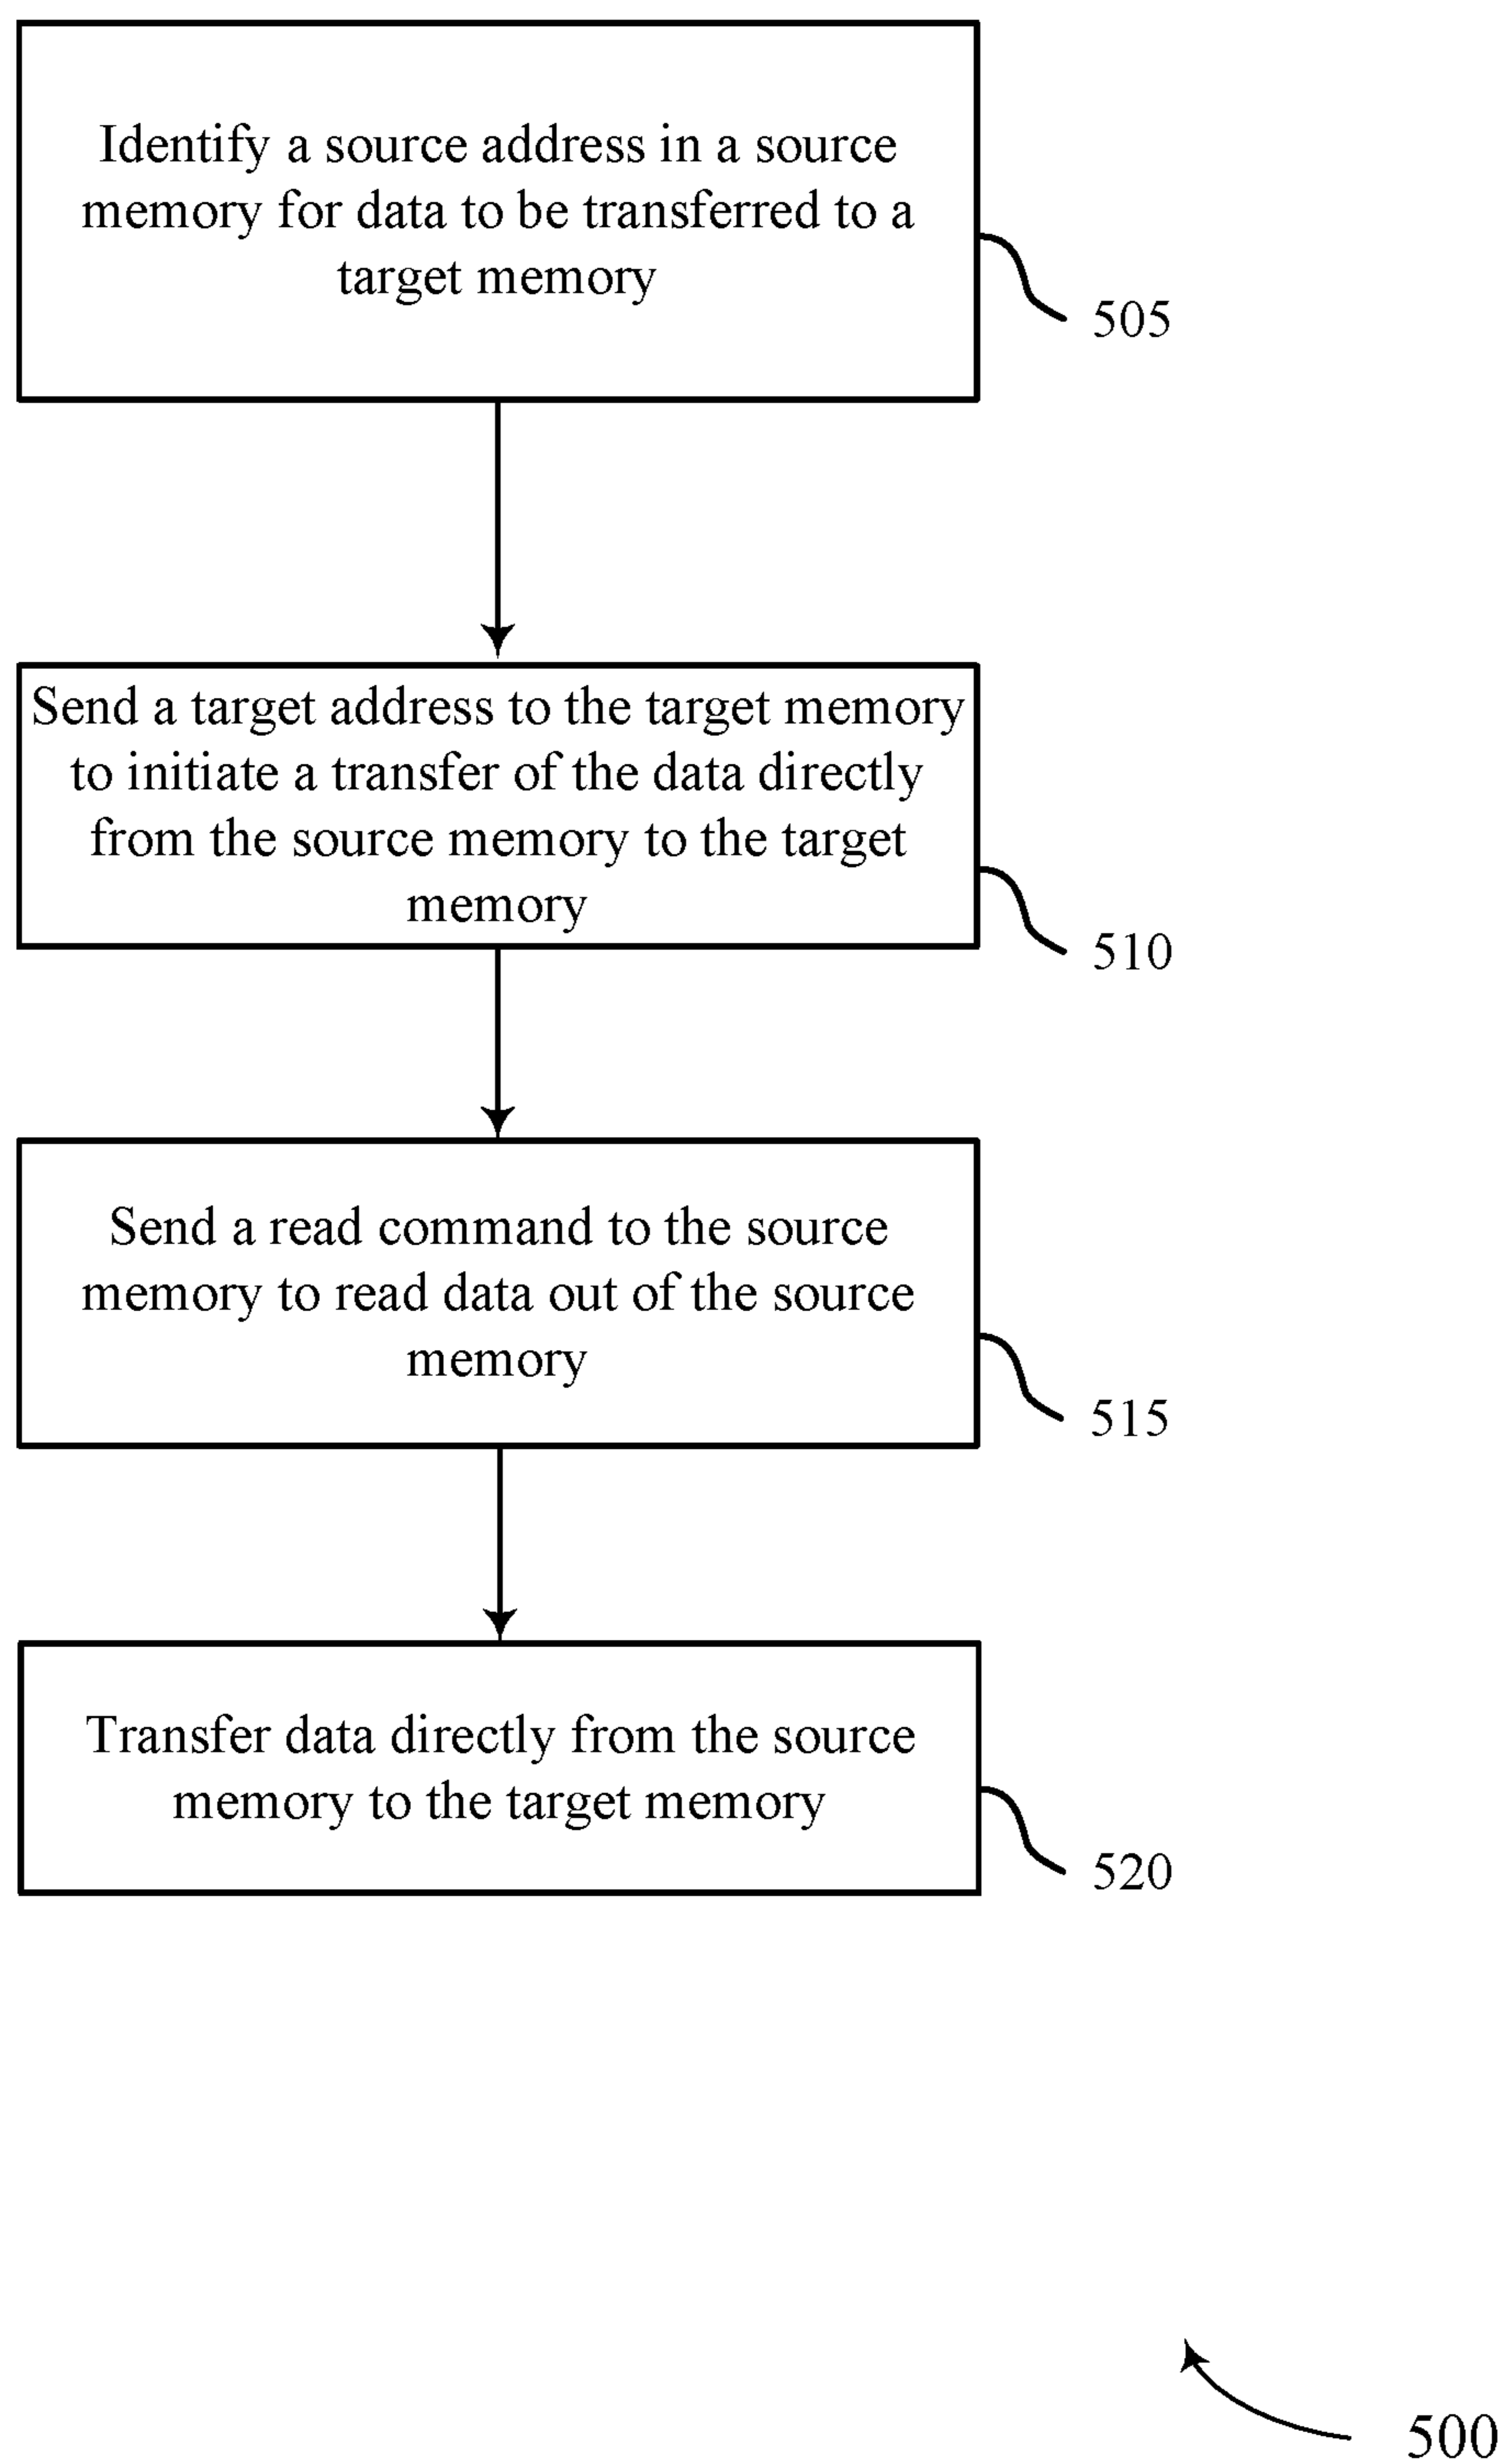 Identify a source address in a source
memory for data to be transferred to a
target memory
505
Send a target address to the target memory
to initiate a transfer of the data directly
from the source memory to the target
memory
510
Send a read command to the source
memory to read data out of the source
memory
515
Transfer data directly from the source
memory to the target memory
520
500